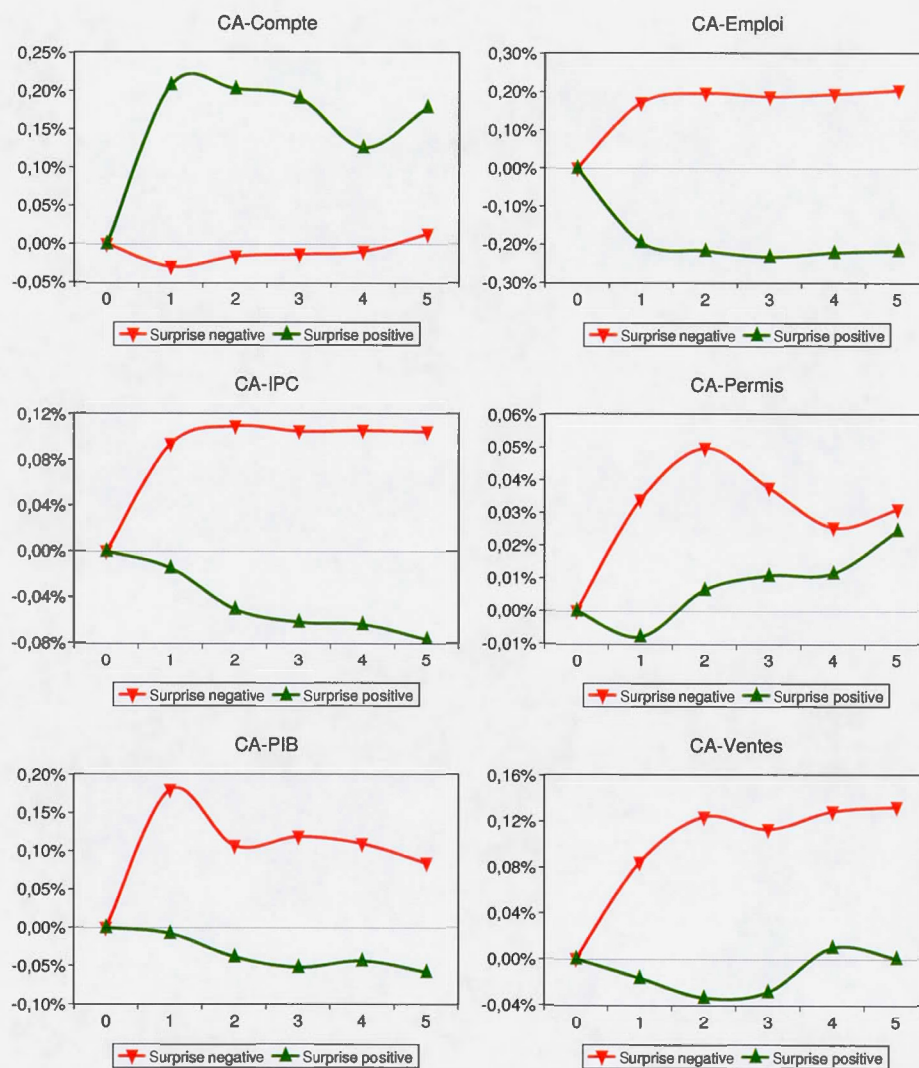 CA-Compte
0,25%
0,20%
0,15%
0,10%
0,05%
0,00%
-0,05%
0 1 2 3 4 5
Surprise negative Surprise positive
CA-Emploi
0,30%
0,20%
0,10%
0,00%
-0,10%
-0,20%
-0,30%
0 1 2 3 4 5
Surprise negative Surprise positive
CA-IPC
0,12%
0,08%
0,04%
0,00%
-0,04%
-0,08%
0 1 2 3 4 5
Surprise negative Surprise positive
CA-Permis
0,06%
0,05%
0,04%
0,03%
0,02%
0,01%
0,00%
-0,01%
0 1 2 3 4 5
Surprise negative Surprise positive
CA-PIB
0,20%
0,15%
0,10%
0,05%
0,00%
-0,05%
-0,10%
0 1 2 3 4 5
Surprise negative Surprise positive
CA-Ventes
0,16%
0,12%
0,08%
0,04%
0,00%
-0,04%
0 1 2 3 4 5
Surprise negative Surprise positive